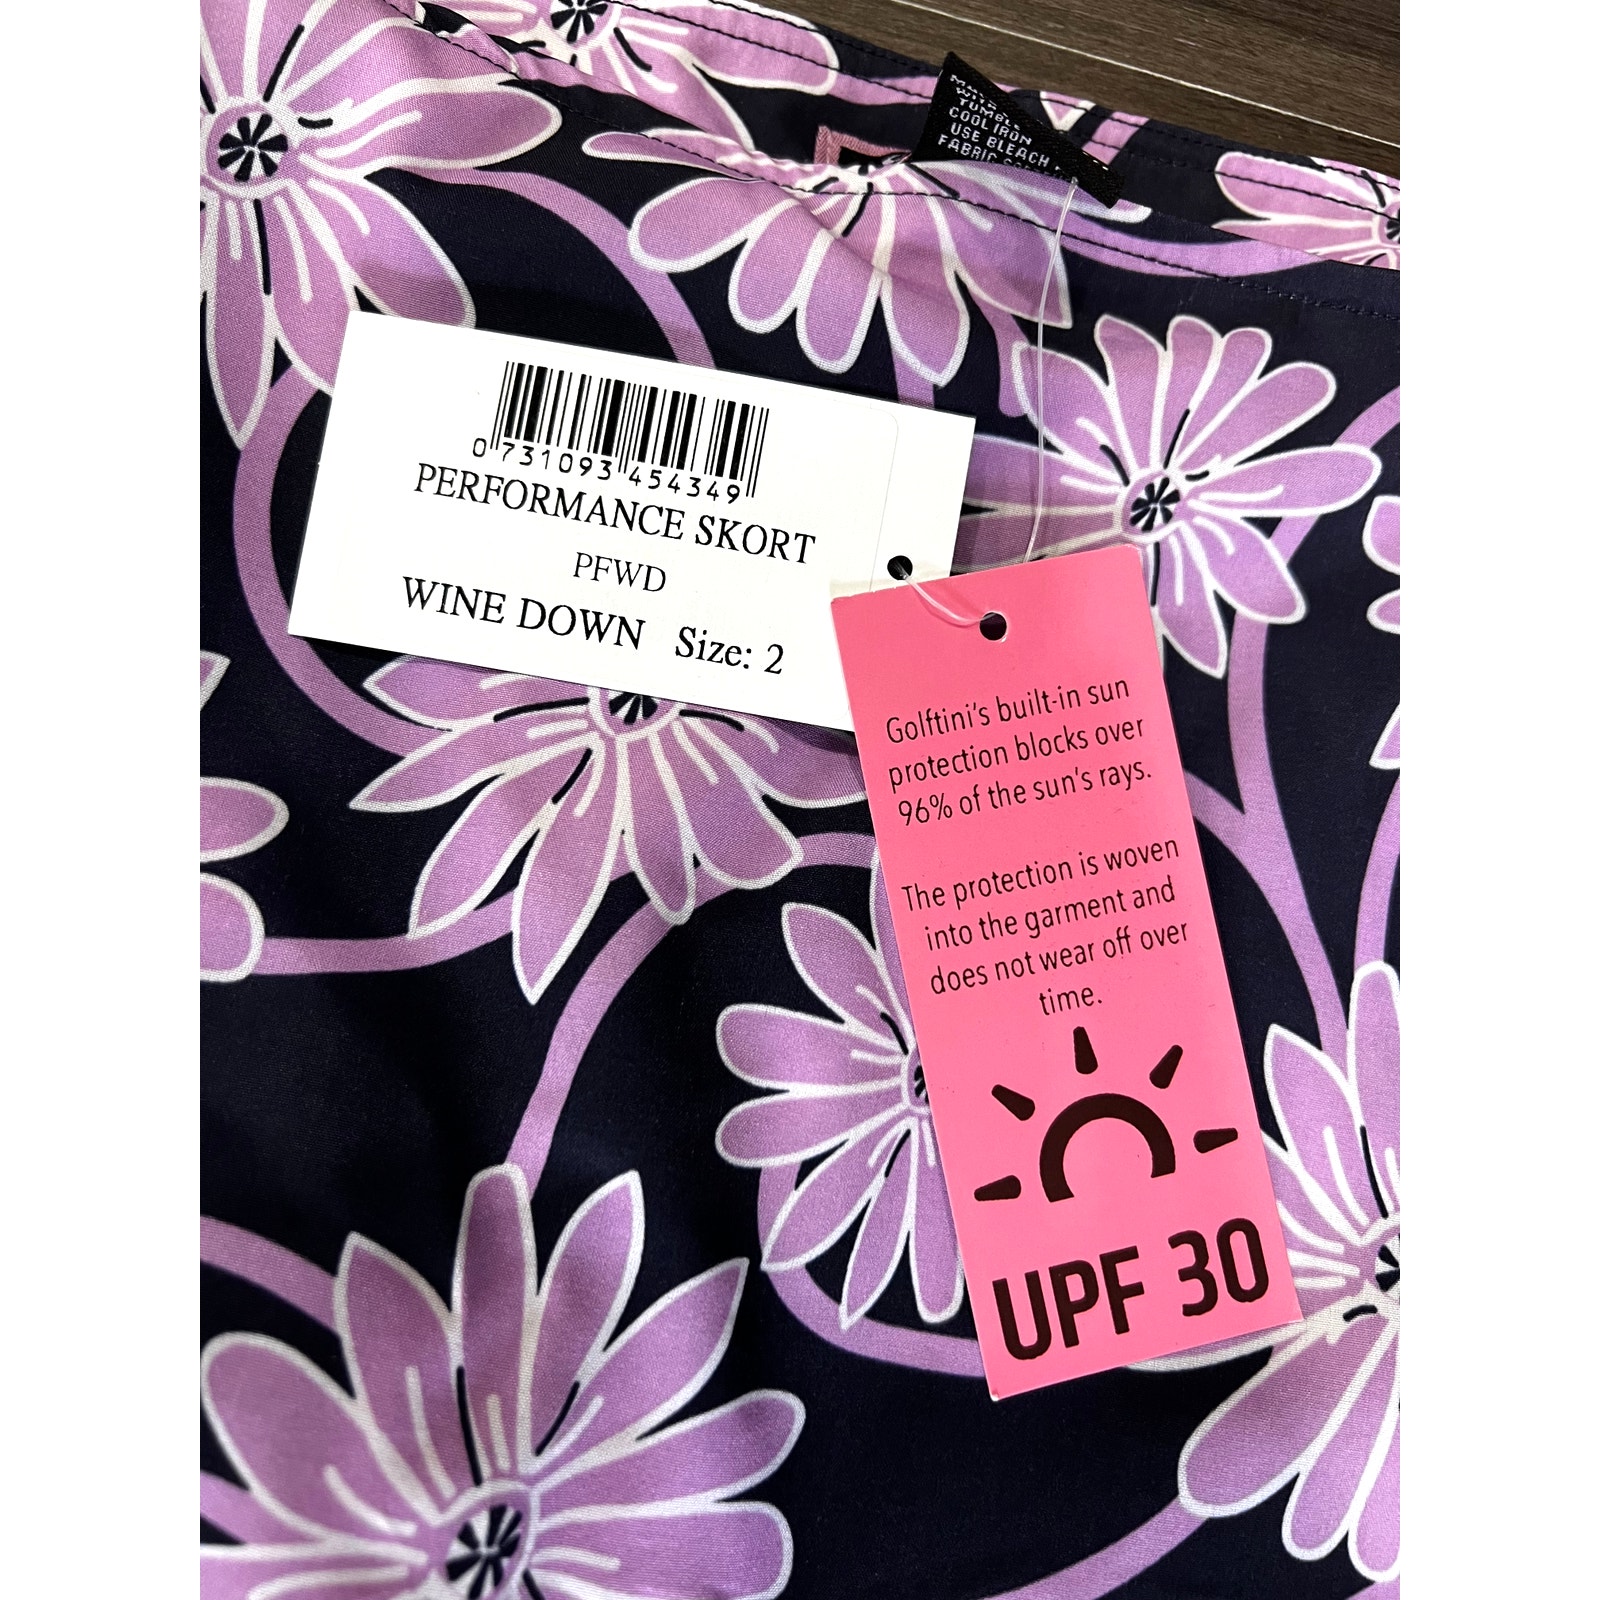 TUMBLE
COOL IRON
USE BLEACH
FABRIC
0 731093 454349
PERFORMANCE SKORT
PFWD
WINE DOWN Size: 2
Golftini's built-in sun
protection blocks over
96% of the sun's rays.
The protection is woven
into the garment and
does not wear off over
time.
UPF 30